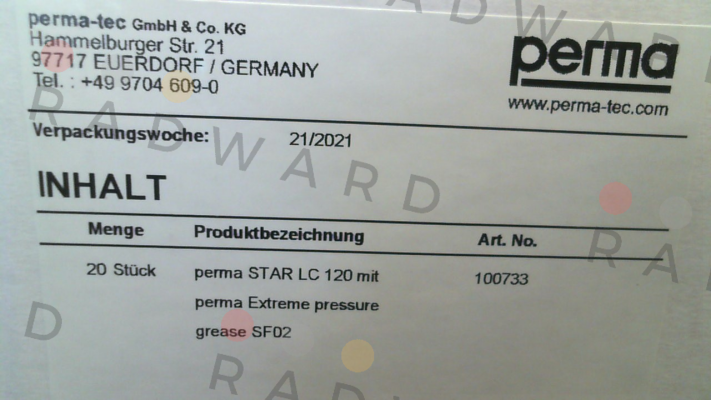 perma-tec GmbH & Co. KG
Hammelburger Str. 21
97717 EUERDORF / GERMANY
Tel. : +49 9704 609-0
perma
www.perma-tec.com
Verpackungswoche: 21/2021
INHALT
Menge Produktbezeichnung Art. No.
20 Stück perma STAR LC 120 mit 100733
perma Extreme pressure
grease SF02
RADWARD
RADWARD